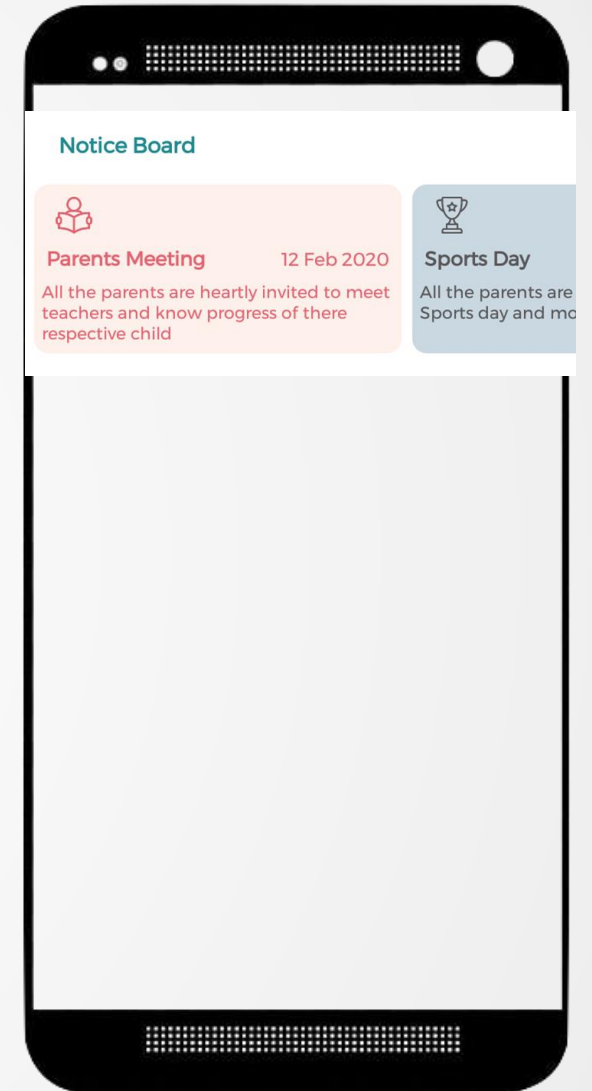 Notice Board
Parents Meeting 12 Feb 2020
All the parents are heartly invited to meet
teachers and know progress of there
respective child
Sports Day
All the parents are
Sports day and mo